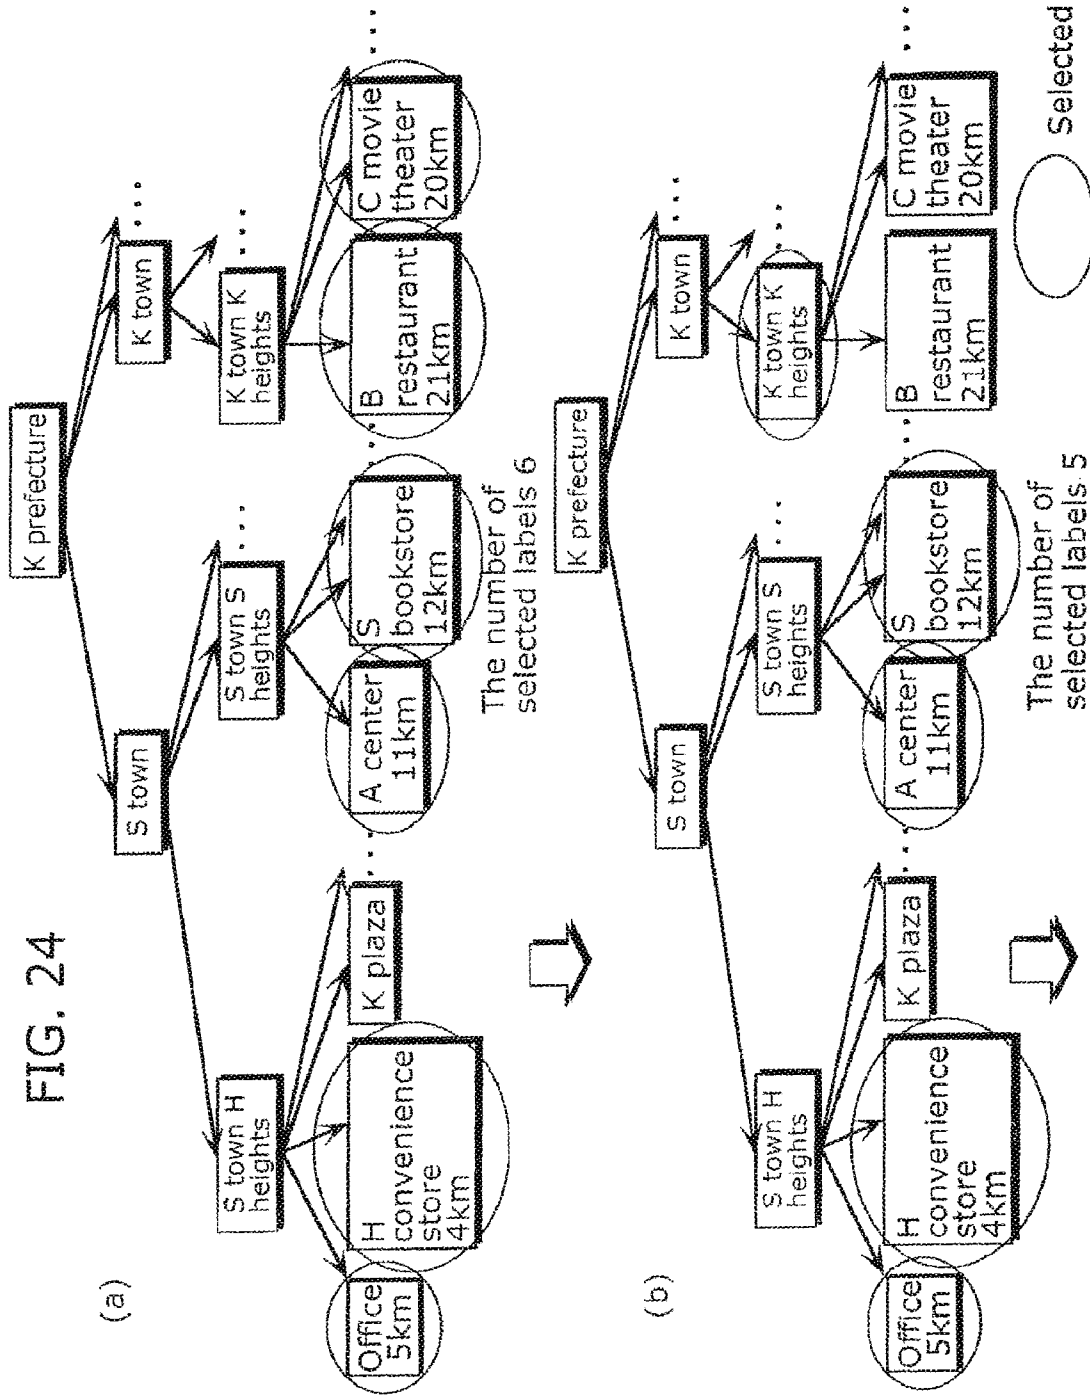 FIG. 24
(a)
K prefecture
S town
K town
...
S town H
heights
S town S
heights
...
K town K
heights
...
Office
5km
H
convenience
store
4km
K plaza
...
A center
11km
S
bookstore
12km
...
B
restaurant
21km
C movie
theater
20km
...
The number of
selected labels 6
(b)
K prefecture
S town
K town
...
S town H
heights
S town S
heights
...
K town K
heights
...
Office
5km
H
convenience
store
4km
K plaza
...
A center
11km
S
bookstore
12km
...
B
restaurant
21km
C movie
theater
20km
...
The number of
selected labels 5
Selected